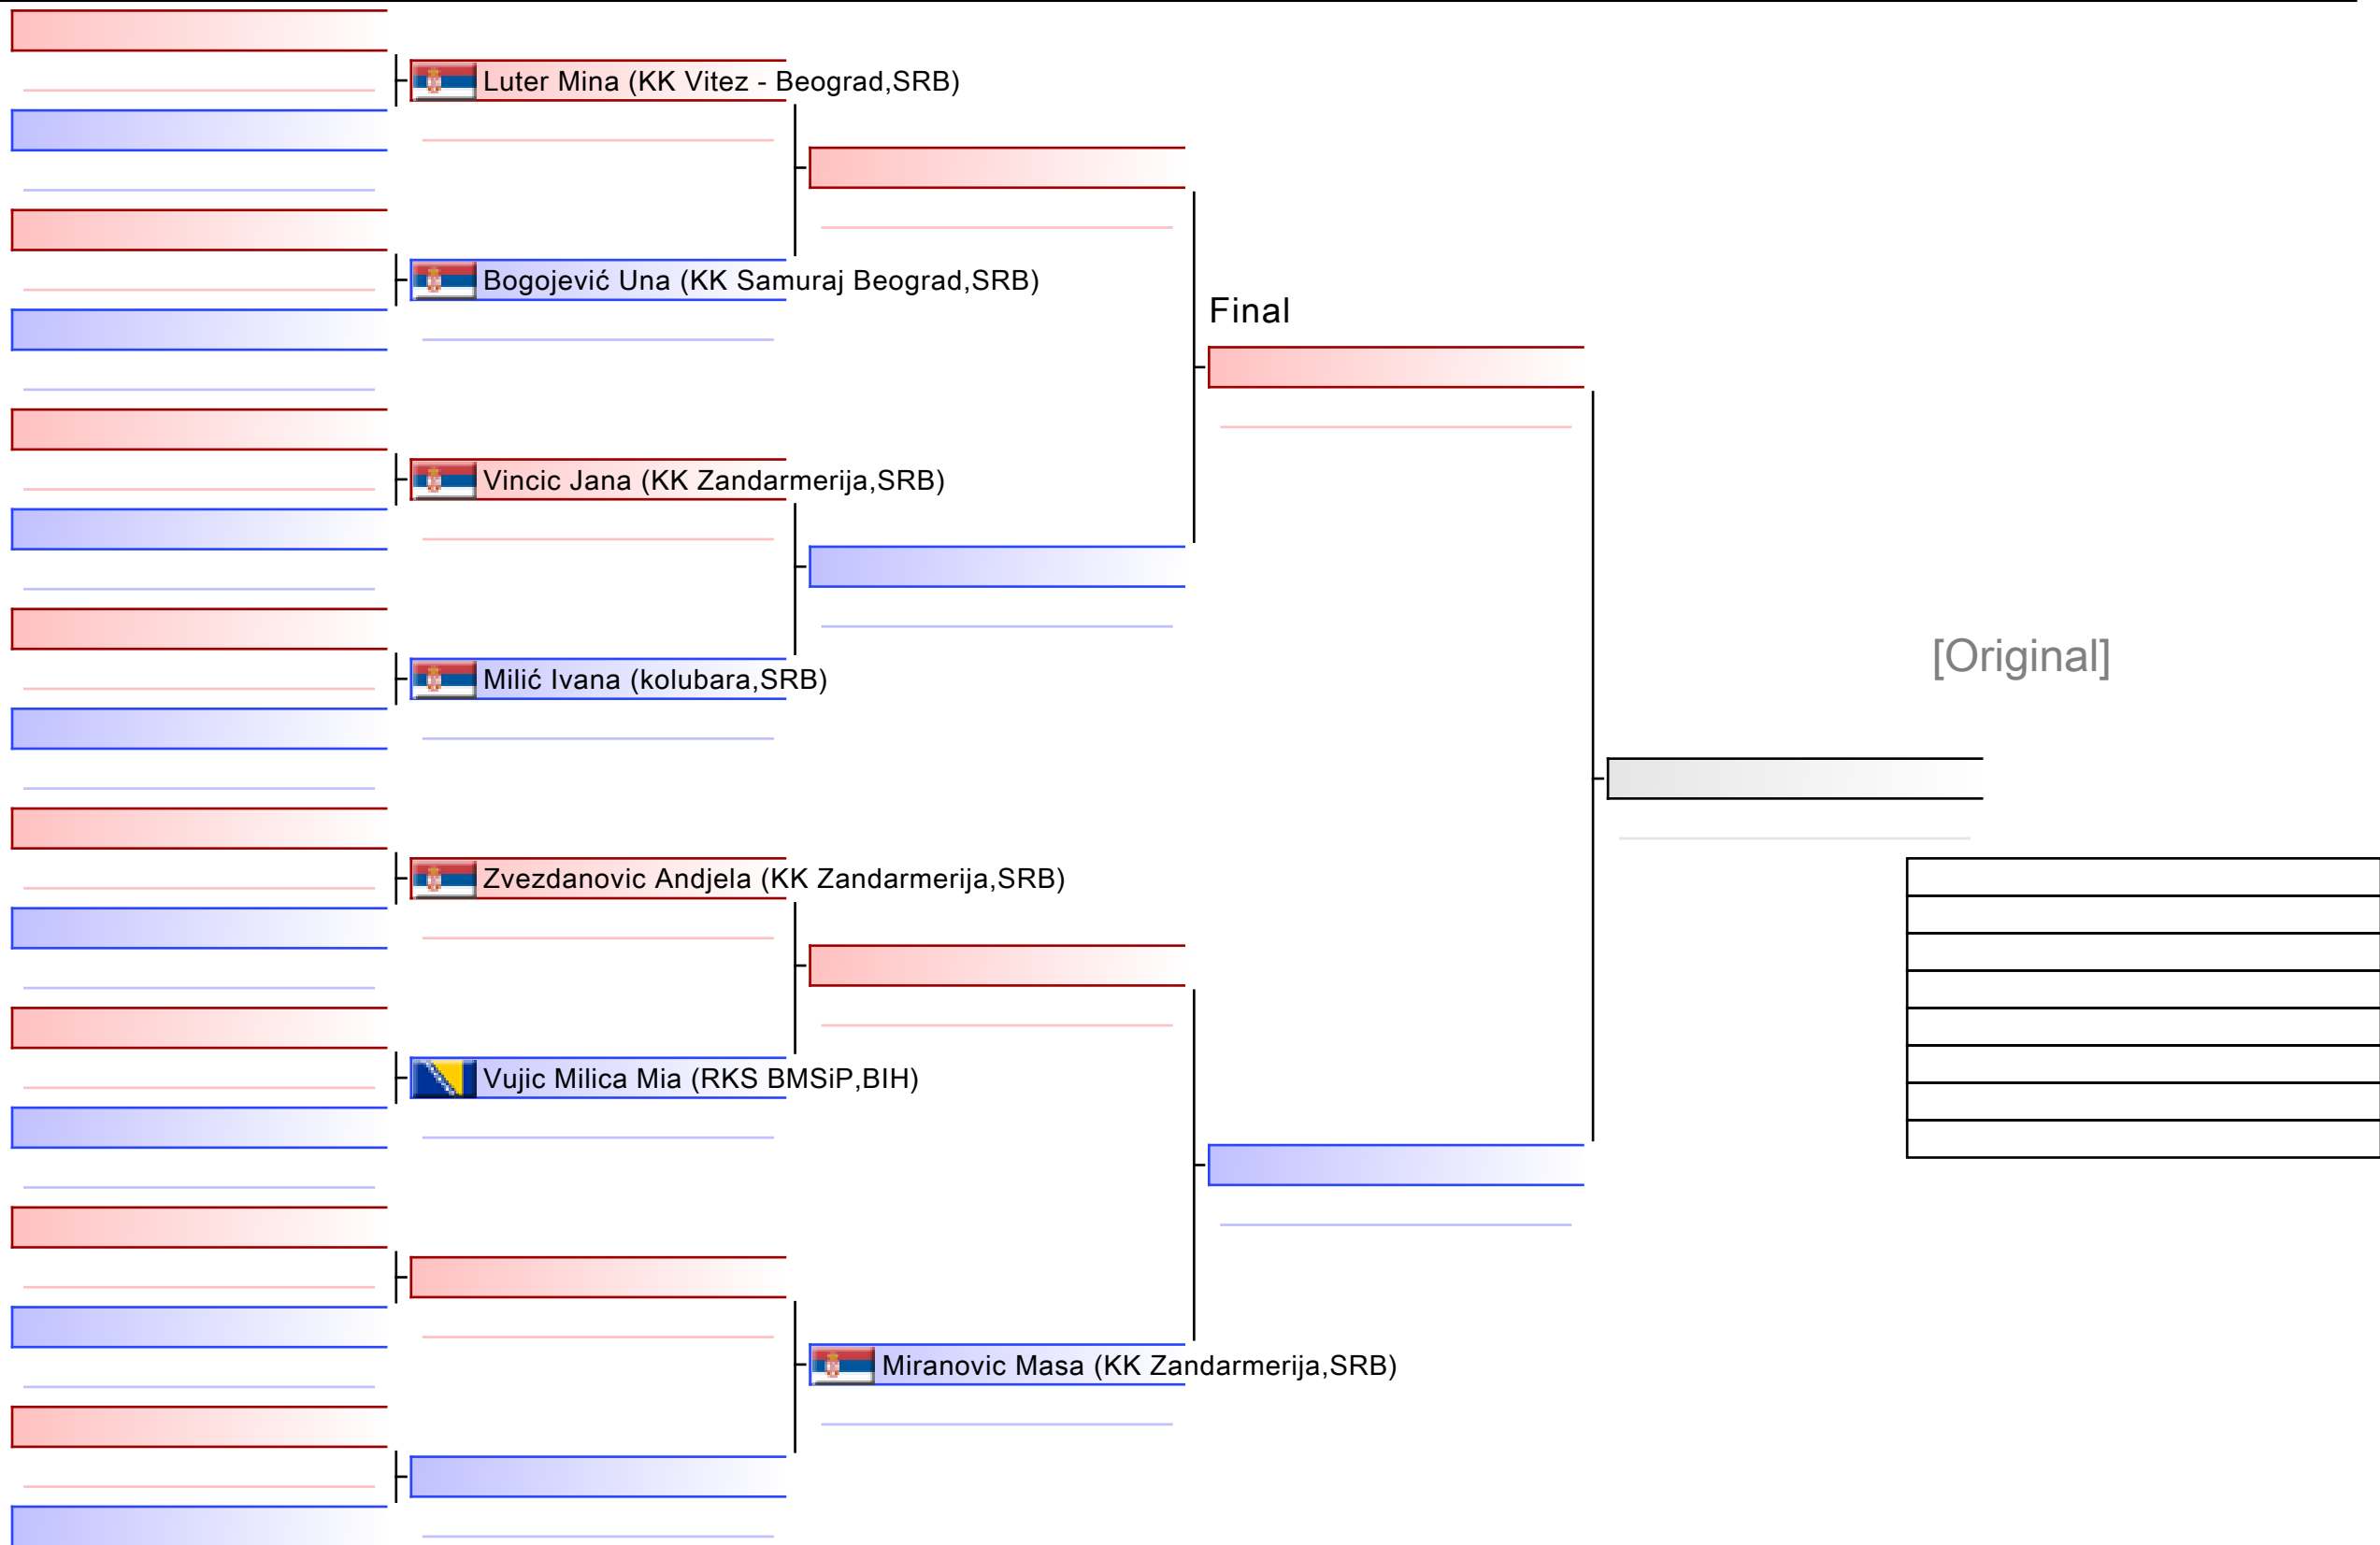 Luter Mina (KK Vitez - Beograd,SRB)
Bogojević Una (KK Samuraj Beograd,SRB)
Final
Vincic Jana (KK Zandarmerija,SRB)
Milić Ivana (kolubara,SRB)
[Original]
Zvezdanovic Andjela (KK Zandarmerija,SRB)
Vujic Milica Mia (RKS BMSiP,BIH)
Miranovic Masa (KK Zandarmerija,SRB)